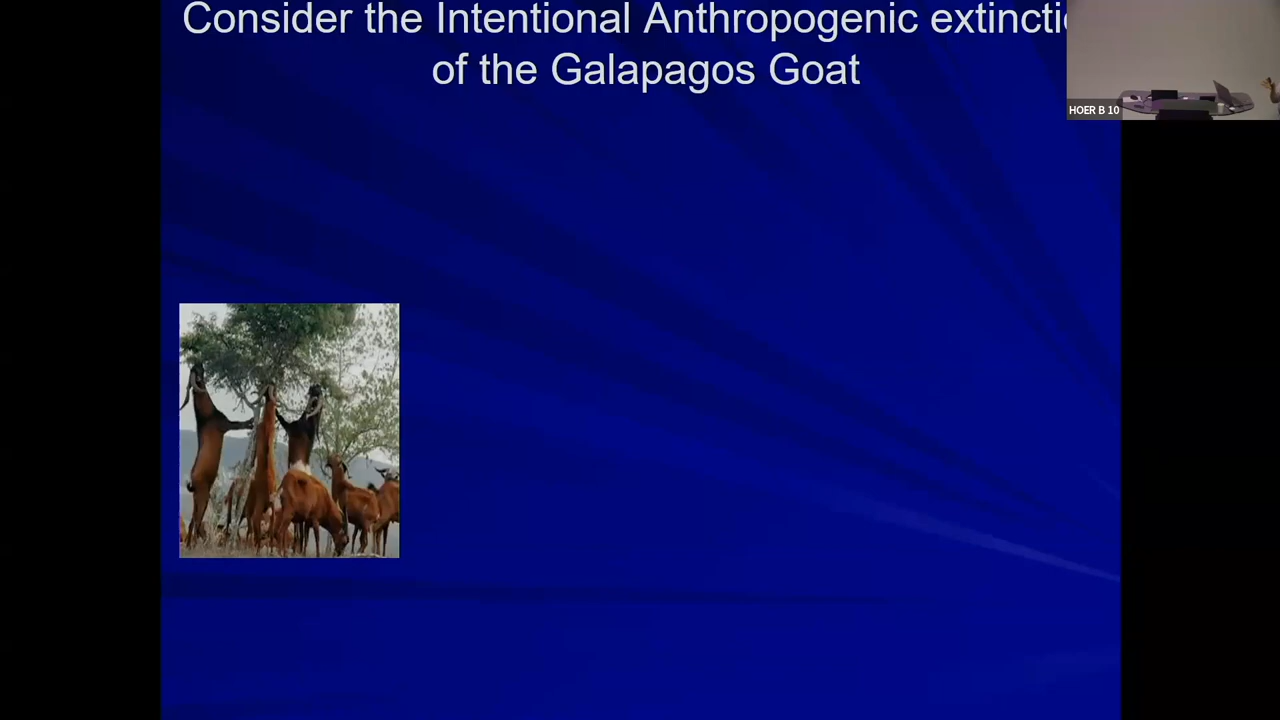 Consider the Intentional Anthropogenic extincti
of the Galapagos Goat
HOER B 10